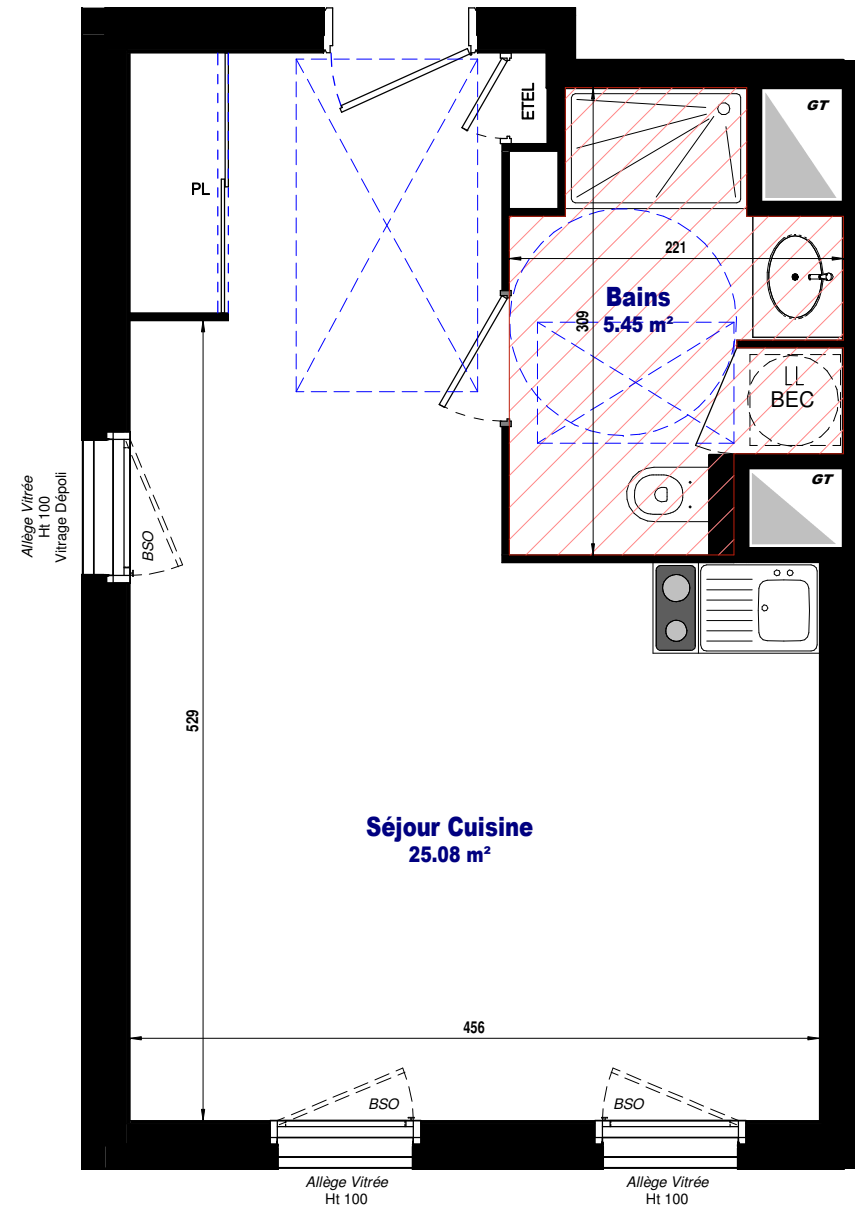 ETEL
GT
PL
221
Bains
5.45 m²
309
LL
BEC
GT
Allège Vitrée
Ht 100
Vitrage Dépoli
BSO
529
Séjour Cuisine
25.08 m²
456
BSO
BSO
Allège Vitrée
Ht 100
Allège Vitrée
Ht 100